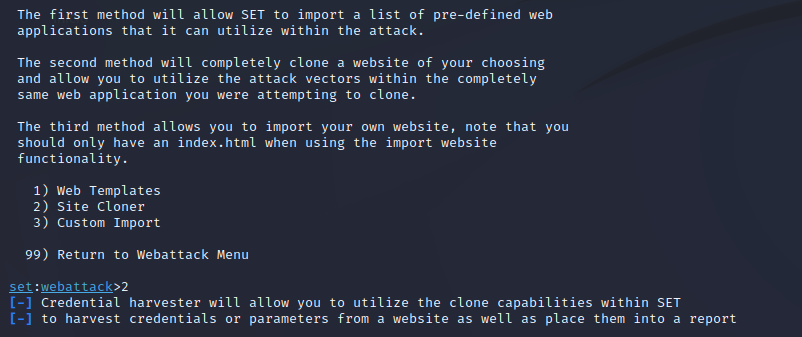 The first method will allow SET to import a list of pre-defined web
applications that it can utilize within the attack.
The second method will completely clone a website of your choosing
and allow you to utilize the attack vectors within the completely
same web application you were attempting to clone.
The third method allows you to import your own website, note that you
should only have an index.html when using the import website
functionality.
1) Web Templates
2) Site Cloner
3) Custom Import
99) Return to Webattack Menu
set:webattack>2
[-] Credential harvester will allow you to utilize the clone capabilities within SET
[-] to harvest credentials or parameters from a website as well as place them into a report